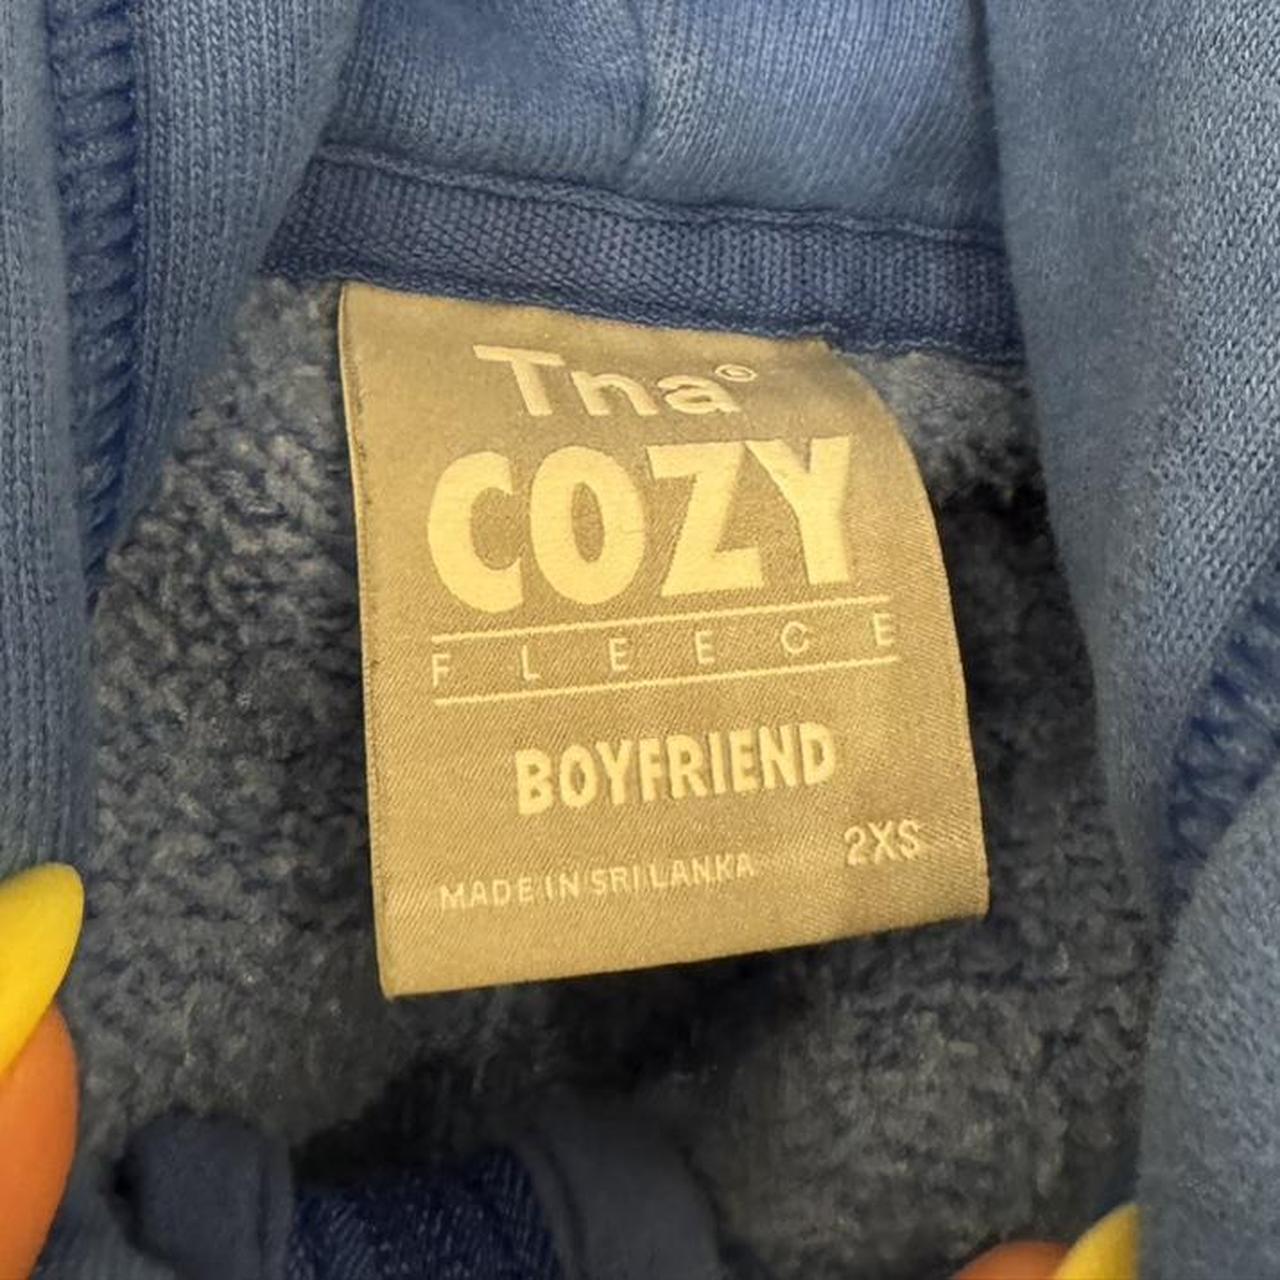 Tna®
COZY
FLEECE
BOYFRIEND
2XS
MADE IN SRI LANKA